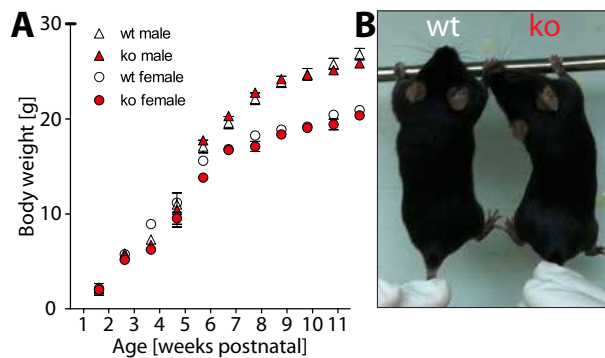 A
30
20
10
0
Body weight [g]
wt male
ko male
wt female
ko female
1 2 3 4 5 6 7 8 9 10 11
Age [weeks postnatal]
B
wt ko